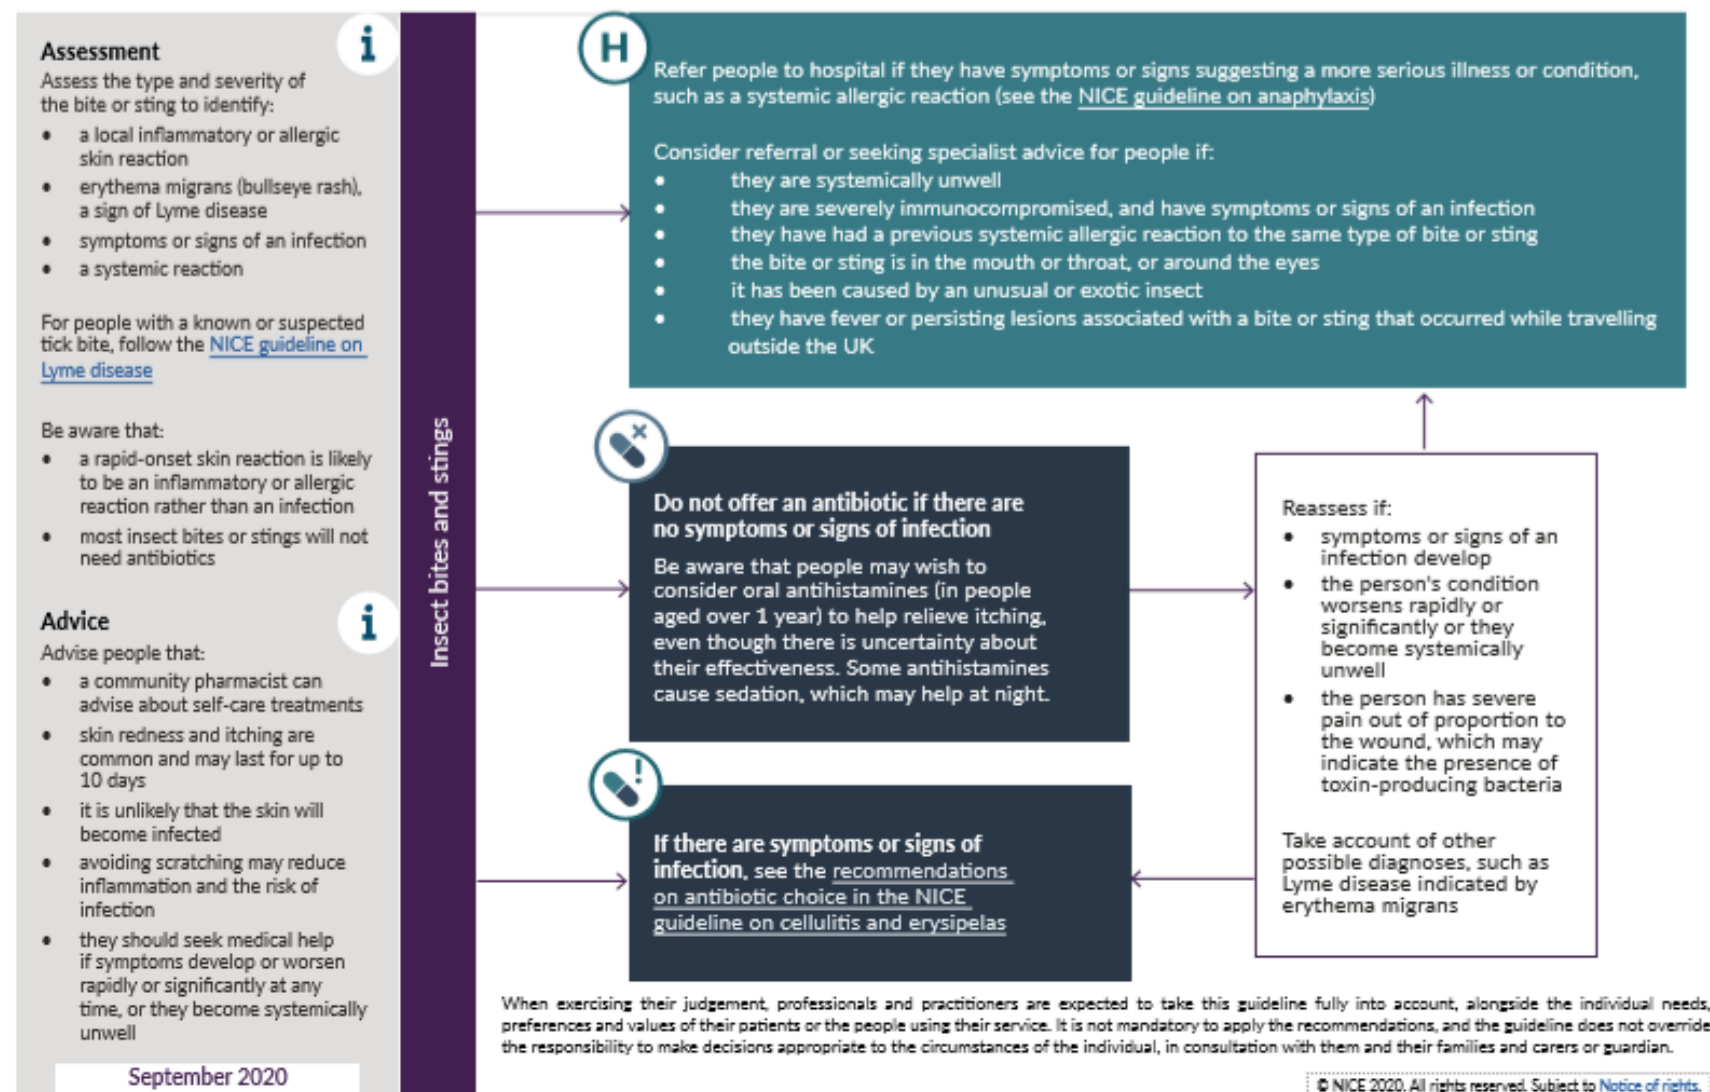 Assessment
Assess the type and severity of
the bite or sting to identify:
• a local inflammatory or allergic
skin reaction
• erythema migrans (bullseye rash),
a sign of Lyme disease
• symptoms or signs of an infection
• a systemic reaction
For people with a known or suspected
tick bite, follow the NICE guideline on
Lyme disease
Be aware that:
• a rapid-onset skin reaction is likely
to be an inflammatory or allergic
reaction rather than an infection
• most insect bites or stings will not
need antibiotics
Advice
Advise people that:
• a community pharmacist can
advise about self-care treatments
• skin redness and itching are
common and may last for up to
10 days
• it is unlikely that the skin will
become infected
• avoiding scratching may reduce
inflammation and the risk of
infection
• they should seek medical help
if symptoms develop or worsen
rapidly or significantly at any
time, or they become systemically
unwell
September 2020
i
i
Insect bites and stings
H
Refer people to hospital if they have symptoms or signs suggesting a more serious illness or condition,
such as a systemic allergic reaction (see the NICE guideline on anaphylaxis)
Consider referral or seeking specialist advice for people if:
• they are systemically unwell
• they are severely immunocompromised, and have symptoms or signs of an infection
• they have had a previous systemic allergic reaction to the same type of bite or sting
• the bite or sting is in the mouth or throat, or around the eyes
• it has been caused by an unusual or exotic insect
• they have fever or persisting lesions associated with a bite or sting that occurred while travelling
outside the UK
Do not offer an antibiotic if there are
no symptoms or signs of infection
Be aware that people may wish to
consider oral antihistamines (in people
aged over 1 year) to help relieve itching,
even though there is uncertainty about
their effectiveness. Some antihistamines
cause sedation, which may help at night.
If there are symptoms or signs of
infection, see the recommendations
on antibiotic choice in the NICE
guideline on cellulitis and erysipelas
Reassess if:
• symptoms or signs of an
infection develop
• the person's condition
worsens rapidly or
significantly or they
become systemically
unwell
• the person has severe
pain out of proportion to
the wound, which may
indicate the presence of
toxin-producing bacteria
Take account of other
possible diagnoses, such as
Lyme disease indicated by
erythema migrans
When exercising their judgement, professionals and practitioners are expected to take this guideline fully into account, alongside the individual needs,
preferences and values of their patients or the people using their service. It is not mandatory to apply the recommendations, and the guideline does not override
the responsibility to make decisions appropriate to the circumstances of the individual, in consultation with them and their families and carers or guardian.
© NICE 2020. All rights reserved. Subject to Notice of rights.